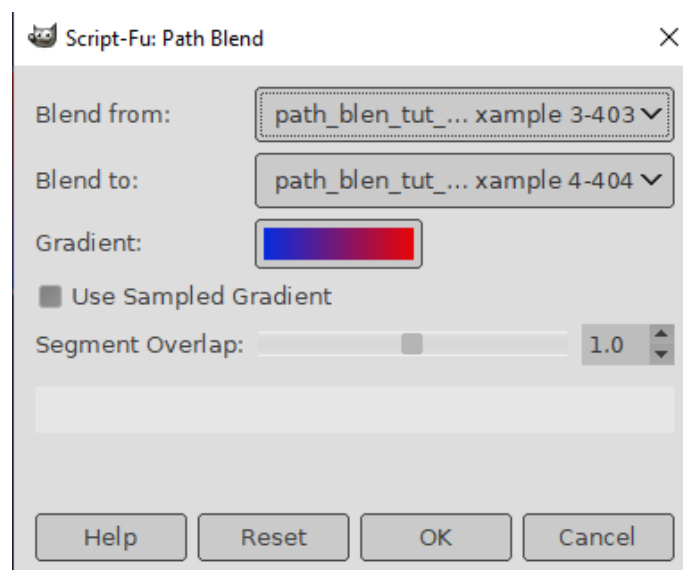 Script-Fu: Path Blend
Blend from: path_blen_tut_... xample 3-403
Blend to: path_blen_tut_... xample 4-404
Gradient:
Use Sampled Gradient
Segment Overlap: 1.0
Help Reset OK Cancel